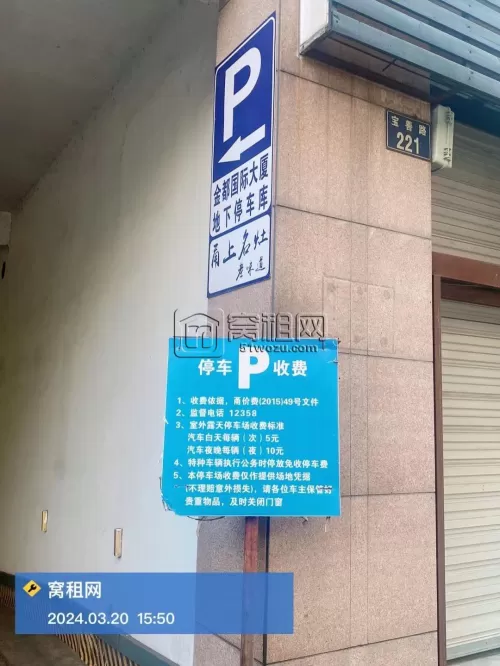 P
金都国际大厦
地下停车库
甬上名灶
老味道
宝善路
221
窝租网
51wozu.com
停车P收费
1、收费依据，甬价费(2015)49号文件
2、监督电话 12358
3、室外露天停车场收费标准
汽车白天每辆（次）5元
汽车夜晚每辆（夜）10元
4、特种车辆执行公务时停放免收停车费
5、本停车场收费仅作提供场地凭据
(不理赔意外损失)，请各位车主保管好
贵重物品，及时关闭门窗
窝租网
2024.03.20 15:50